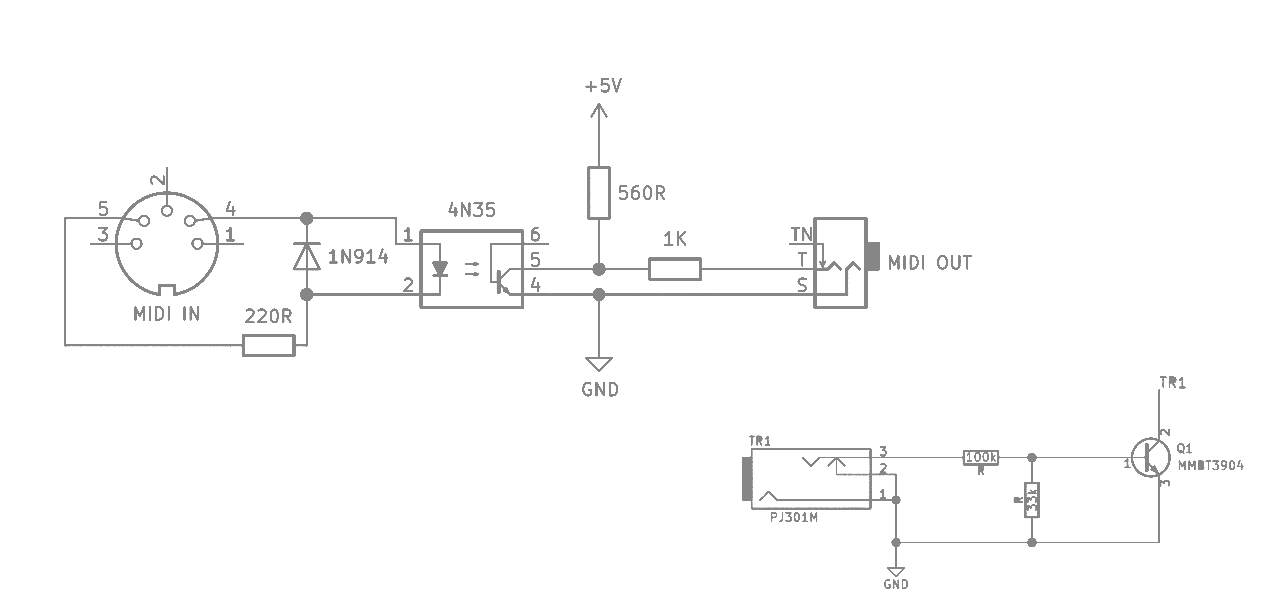 +5V
560R
2
5
4
3
1
MIDI IN
220R
1N914
4N35
1
2
6
5
4
1K
TN
T
S
MIDI OUT
GND
TR1
3
2
1
PJ301M
GND
100k
R
R
33k
TR1
2
1
3
Q1
MMBT3904